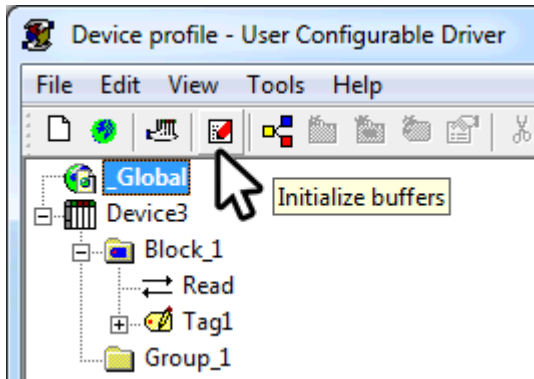 Device profile - User Configurable Driver
File Edit View Tools Help
_Global
Initialize buffers
Device3
Block_1
Read
Tag1
Group_1